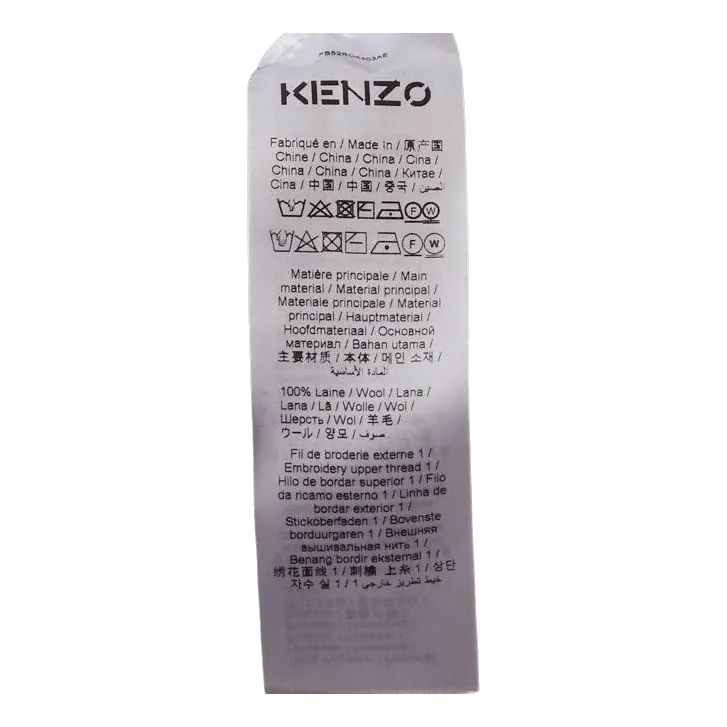 KENZO
Fabriqué en / Made In / 原产国
Chine / China / China / Cina /
China / China / China / Китае /
Cina / 中国 / 中国 / 중국 / الصين
F W
F W
Matière principale / Main
material / Material principal /
Materiale principale / Material
principal / Hauptmaterial /
Hoofdmateriaal / Основной
материал / Bahan utama /
主要材质 / 本体 / 메인 소재 /
المادة الأساسية
100% Laine / Wool / Lana /
Lana / Lã / Wolle / Wol /
Шерсть / Wol / 羊毛 /
ウール / 양모 / صوف
Fil de broderie externe 1 /
Embroidery upper thread 1 /
Hilo de bordar superior 1 / Filo
da ricamo esterno 1 / Linha de
bordar exterior 1 /
Stickoberfaden 1 / Bovenste
borduurgaren 1 / Внешняя
вышивальная нить 1 /
Benang bordir eksternal 1 /
绣花面线 1 / 刺繍 上糸 1 / 상단
자수 실 1 / خيط تطريز خارجي 1